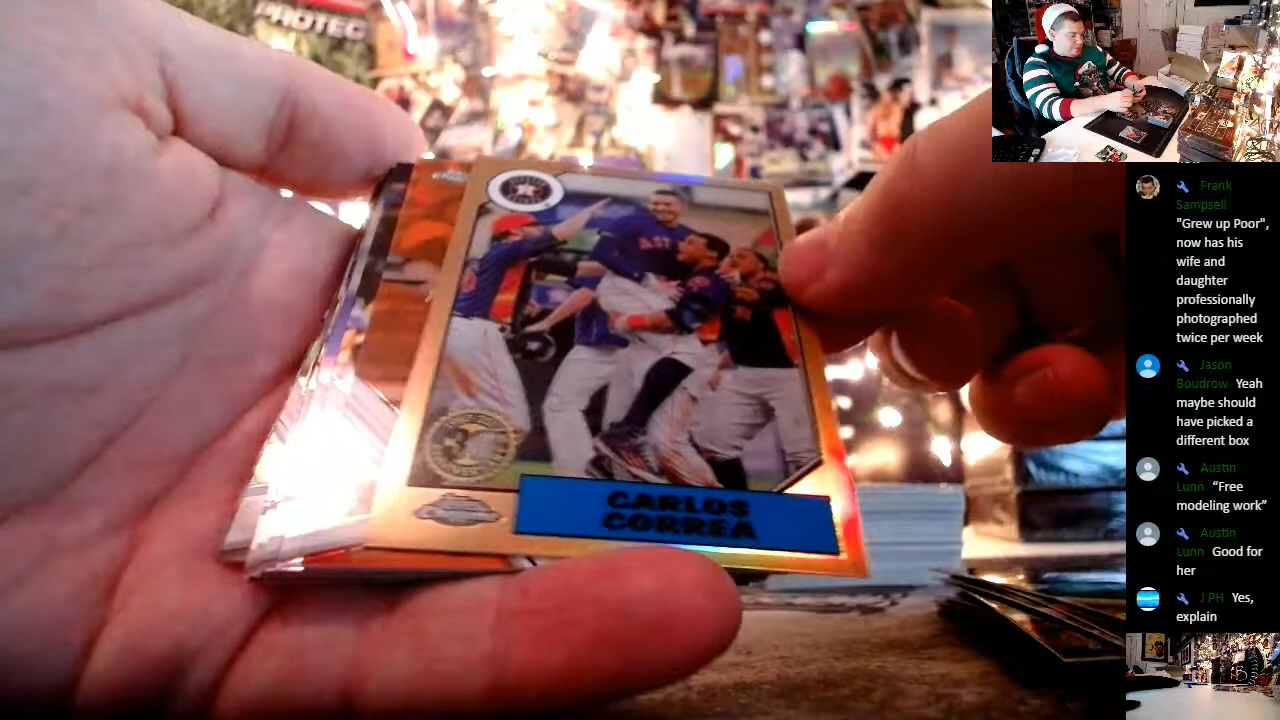 PROTEC
CARLOS
CORREA
AST
Frank
Sampsell
"Grew up Poor",
now has his
wife and
daughter
professionally
photographed
twice per week
Jason
Boudrow Yeah
maybe should
have picked a
different box
Austin
Lunn “Free
modeling work”
Austin
Lunn Good for
her
J PH Yes,
explain